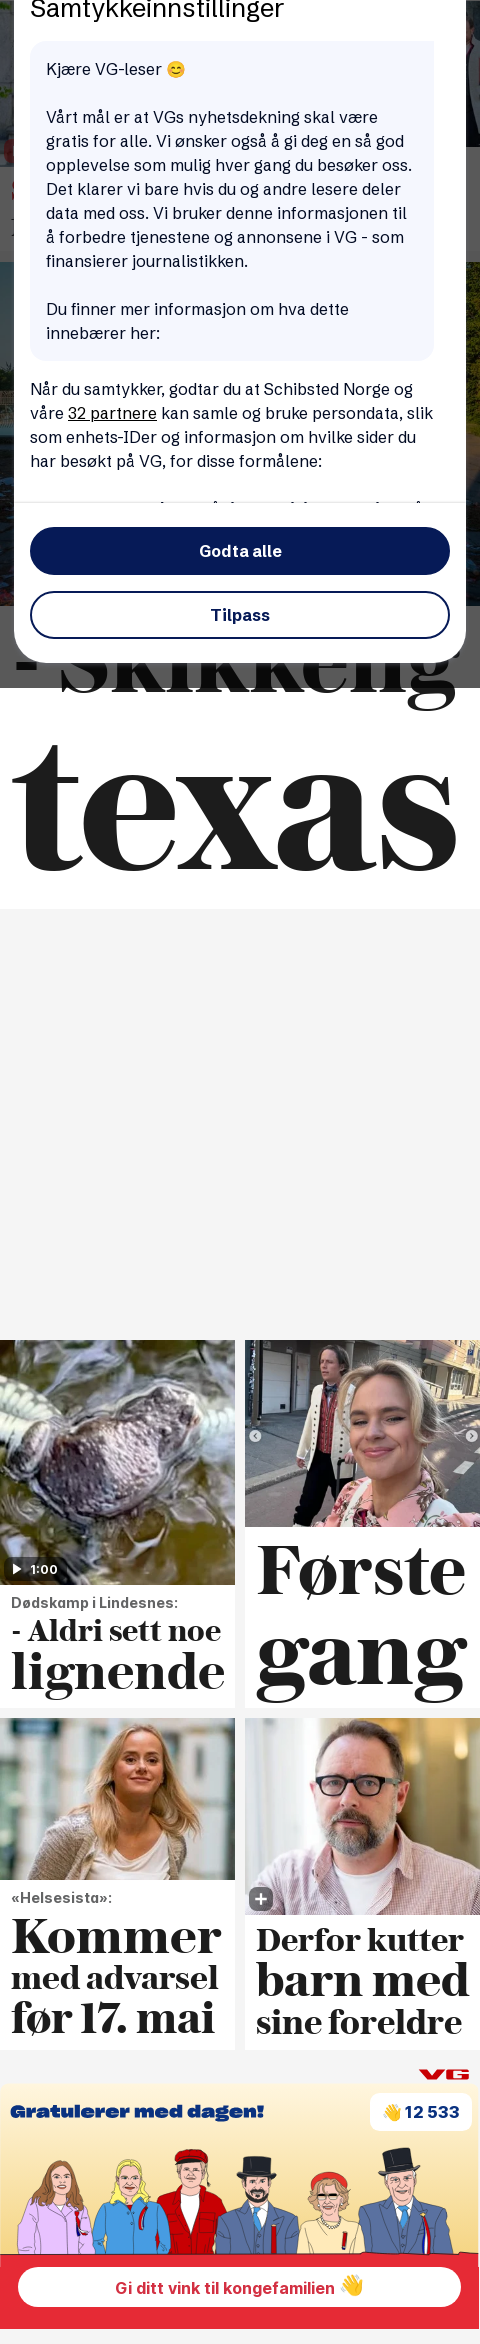 Samtykkeinnstillinger
Kjære VG-leser 😊
Vårt mål er at VGs nyhetsdekning skal være
gratis for alle. Vi ønsker også å gi deg en så god
opplevelse som mulig hver gang du besøker oss.
Det klarer vi bare hvis du og andre lesere deler
data med oss. Vi bruker denne informasjonen til
å forbedre tjenestene og annonsene i VG - som
finansierer journalistikken.
Du finner mer informasjon om hva dette
innebærer her:
Når du samtykker, godtar du at Schibsted Norge og
våre 32 partnere kan samle og bruke persondata, slik
som enhets-IDer og informasjon om hvilke sider du
har besøkt på VG, for disse formålene:
Godta alle
Tilpass
- Skikkelig
texas
1:00
Dødskamp i Lindesnes:
- Aldri sett noe
lignende
Første
gang
«Helsesista»:
Kommer
med advarsel
før 17. mai
Derfor kutter
barn med
sine foreldre
VG
Gratulerer med dagen!
👋 12 533
Gi ditt vink til kongefamilien 👋